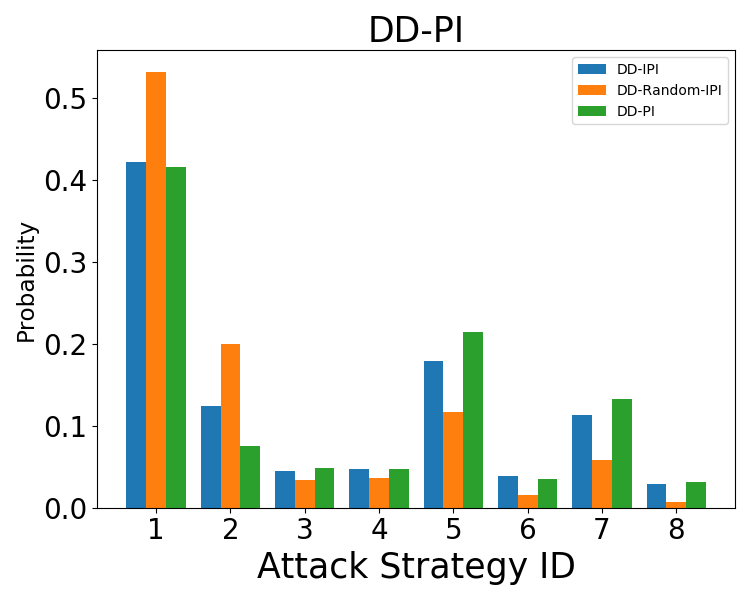 DD-PI
DD-IPI
DD-Random-IPI
DD-PI
0.5
0.4
0.3
0.2
0.1
0.0
Probability
1 2 3 4 5 6 7 8
Attack Strategy ID